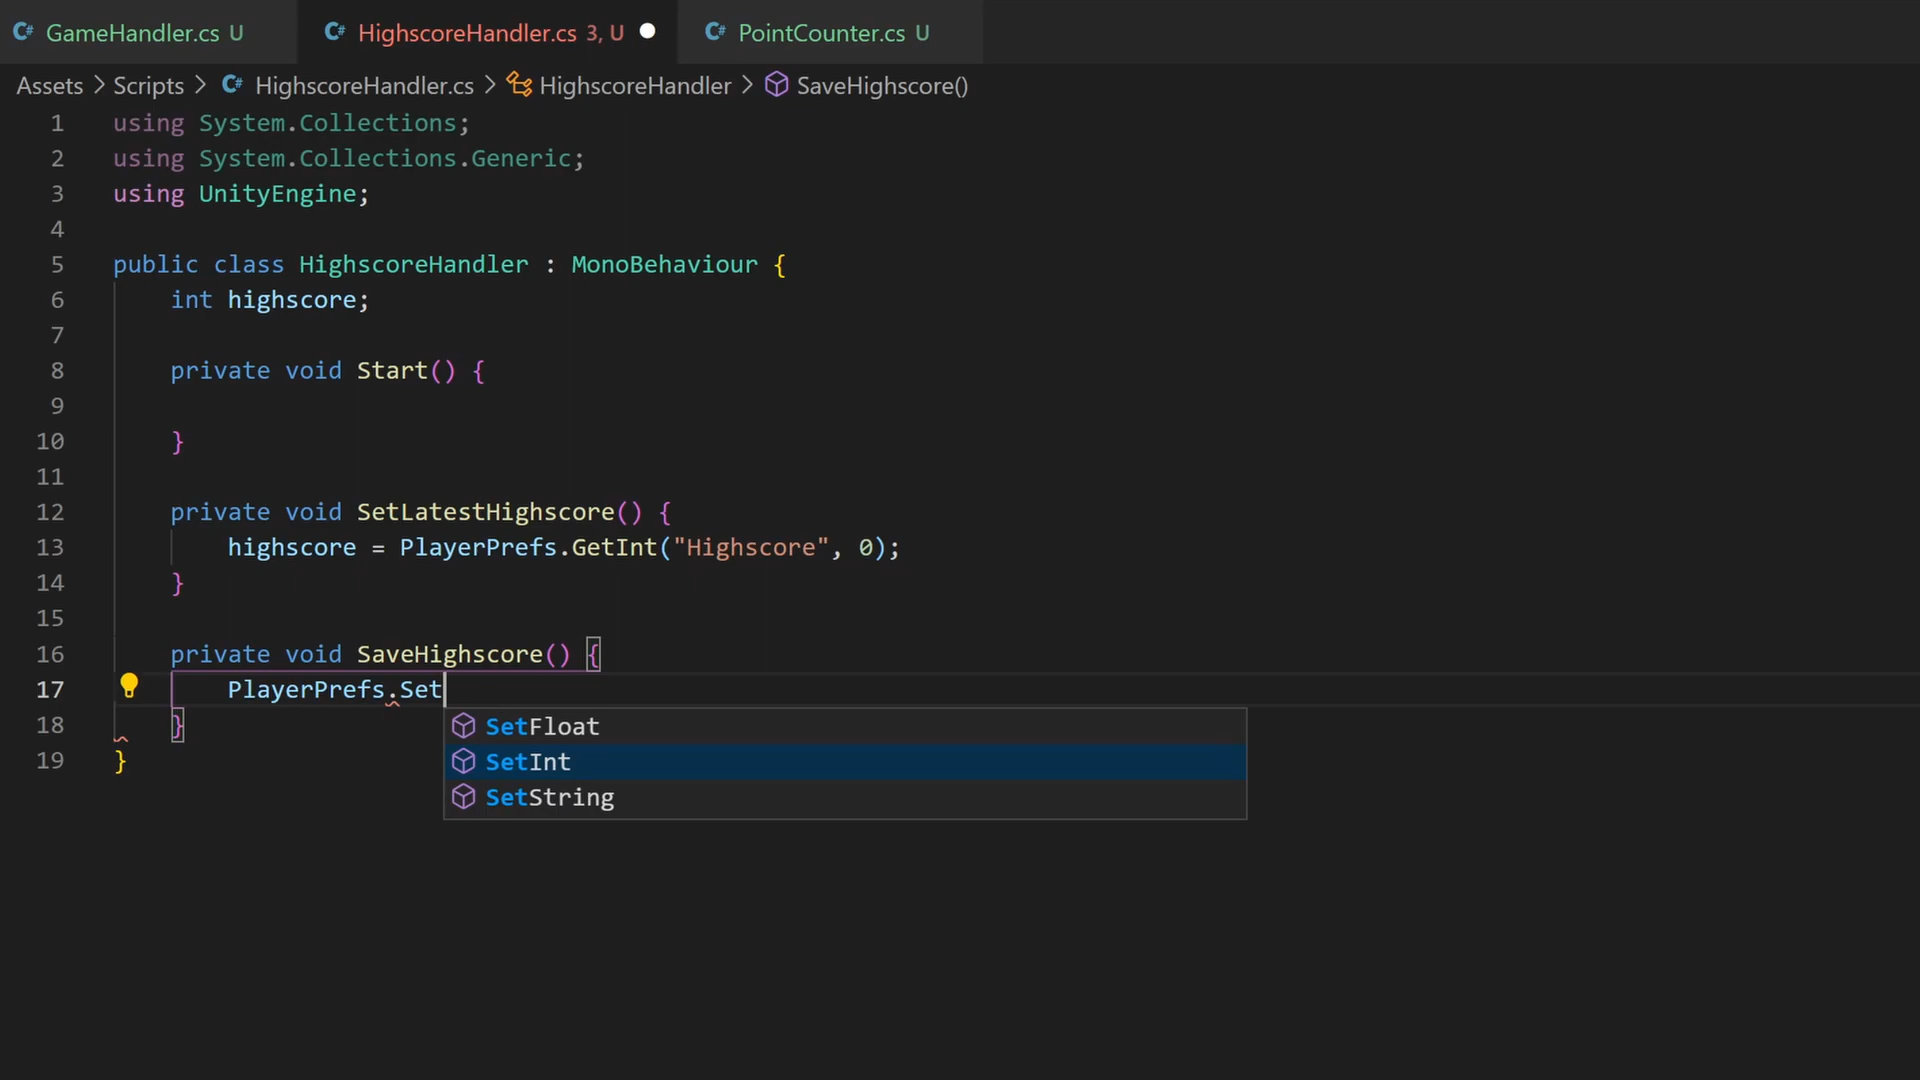 GameHandler.cs U HighscoreHandler.cs 3, U PointCounter.cs U
Assets > Scripts > HighscoreHandler.cs > HighscoreHandler > SaveHighscore()
1 using System.Collections;
2 using System.Collections.Generic;
3 using UnityEngine;
4
5 public class HighscoreHandler : MonoBehaviour {
6 int highscore;
7
8 private void Start() {
9
10 }
11
12 private void SetLatestHighscore() {
13 highscore = PlayerPrefs.GetInt("Highscore", 0);
14 }
15
16 private void SaveHighscore() {
17 PlayerPrefs.Set
18 }
SetFloat
19 }
SetInt
SetString